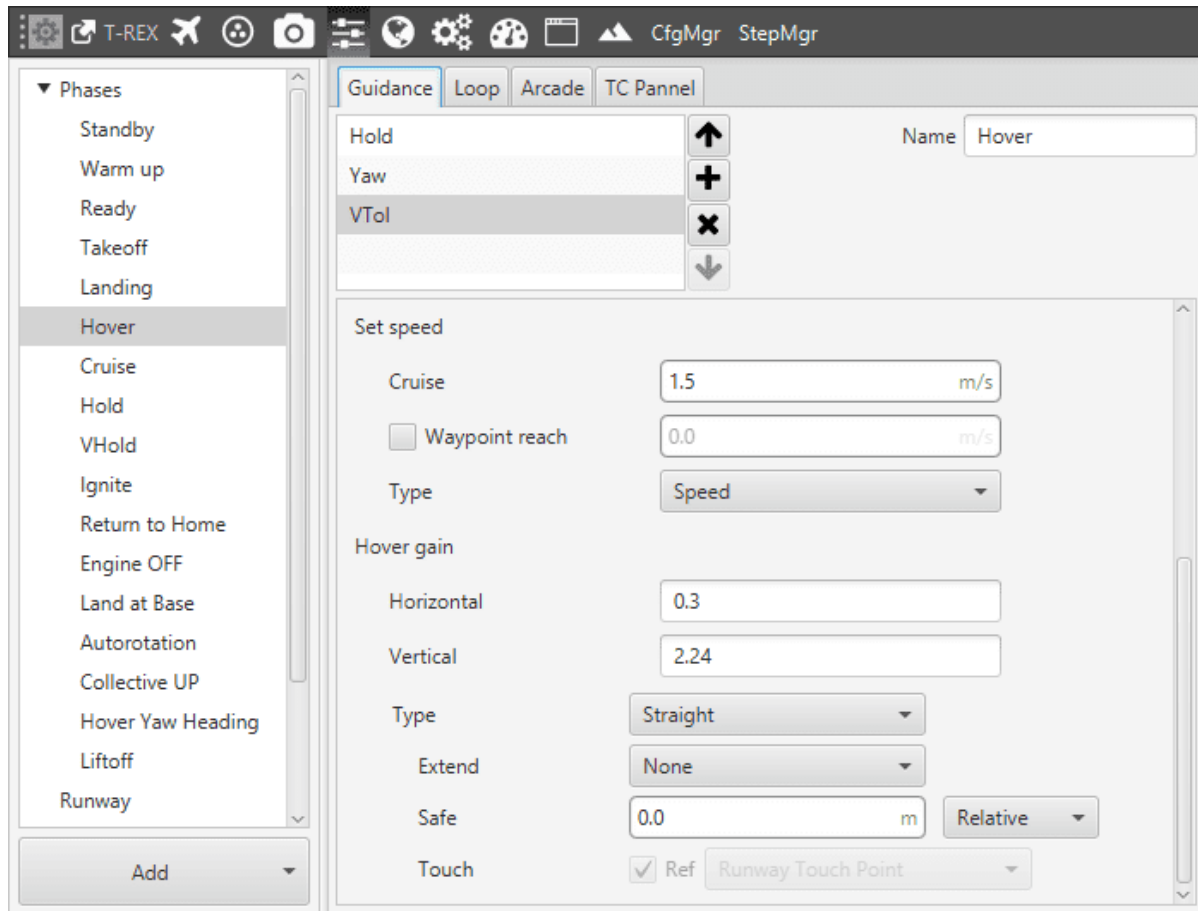 T-REX CfgMgr StepMgr
Phases
Standby
Warm up
Ready
Takeoff
Landing
Hover
Cruise
Hold
VHold
Ignite
Return to Home
Engine OFF
Land at Base
Autorotation
Collective UP
Hover Yaw Heading
Liftoff
Runway
Add
Guidance Loop Arcade TC Pannel
Hold
Yaw
VTol
Name Hover
Set speed
Cruise 1.5 m/s
Waypoint reach 0.0 m/s
Type Speed
Hover gain
Horizontal 0.3
Vertical 2.24
Type Straight
Extend None
Safe 0.0 m Relative
Touch Ref Runway Touch Point